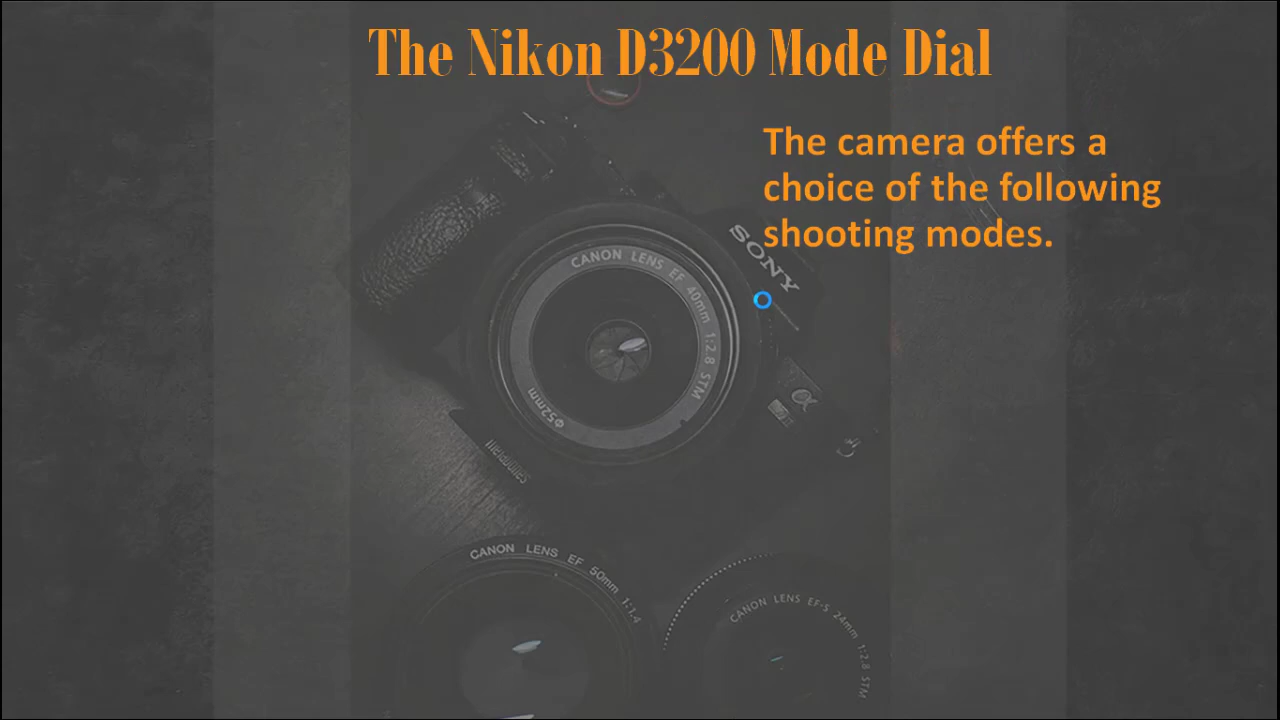 The Nikon D3200 Mode Dial
The camera offers a
choice of the following
shooting modes.
SONY
CANON LENS EF 40mm 1:2.8 STM
ø52mm
α
metabones
CANON LENS EF 50mm 1:1.4
CANON LENS EF-S 24mm 1:2.8 STM